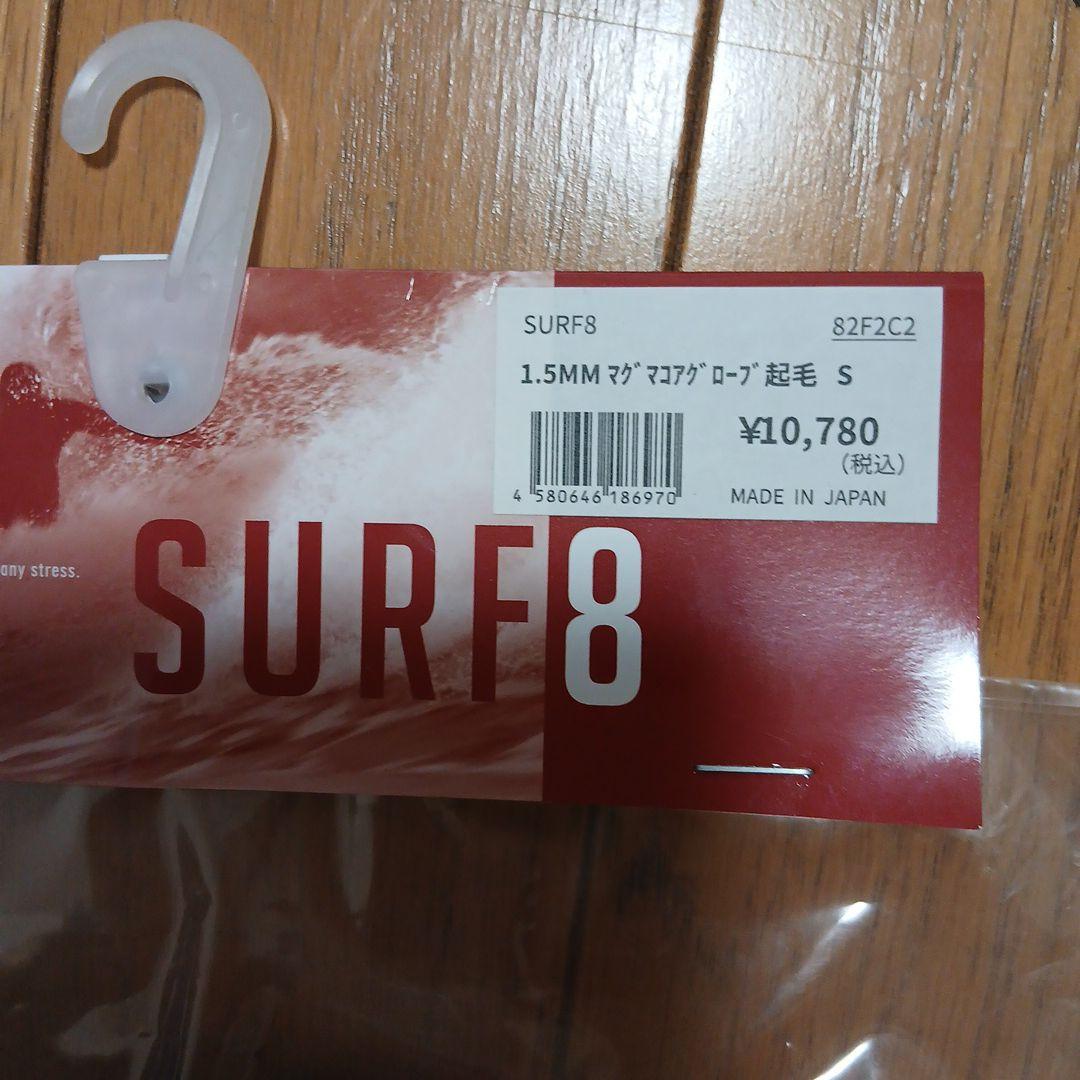 SURF8 82F2C2
1.5MM ﾏｸﾞﾏｺｱｸﾞﾛｰﾌﾞ起毛 S
¥10,780
(税込)
4 580646 186970
MADE IN JAPAN
any stress.
SURF8